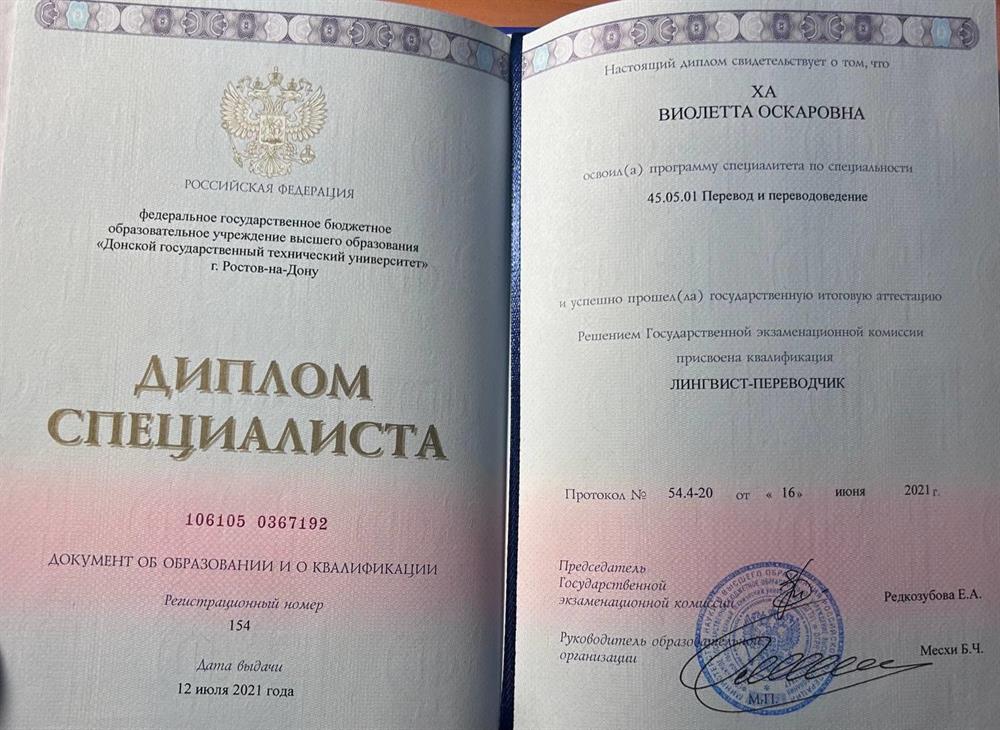 РОССИЙСКАЯ ФЕДЕРАЦИЯ
федеральное государственное бюджетное
образовательное учреждение высшего образования
«Донской государственный технический университет»
г. Ростов-на-Дону
ДИПЛОМ
СПЕЦИАЛИСТА
106105 0367192
ДОКУМЕНТ ОБ ОБРАЗОВАНИИ И О КВАЛИФИКАЦИИ
Регистрационный номер
154
Дата выдачи
12 июля 2021 года
Настоящий диплом свидетельствует о том, что
ХА
ВИОЛЕТТА ОСКАРОВНА
освоил(а) программу специалитета по специальности
45.05.01 Перевод и переводоведение
и успешно прошел(ла) государственную итоговую аттестацию
Решением Государственной экзаменационной комиссии
присвоена квалификация
ЛИНГВИСТ-ПЕРЕВОДЧИК
Протокол № 54.4-20 от « 16 » июня 2021 г.
Председатель
Государственной
экзаменационной комиссии
Редкозубова Е.А.
Руководитель образовательной
организации
Месхи Б.Ч.
М.П.